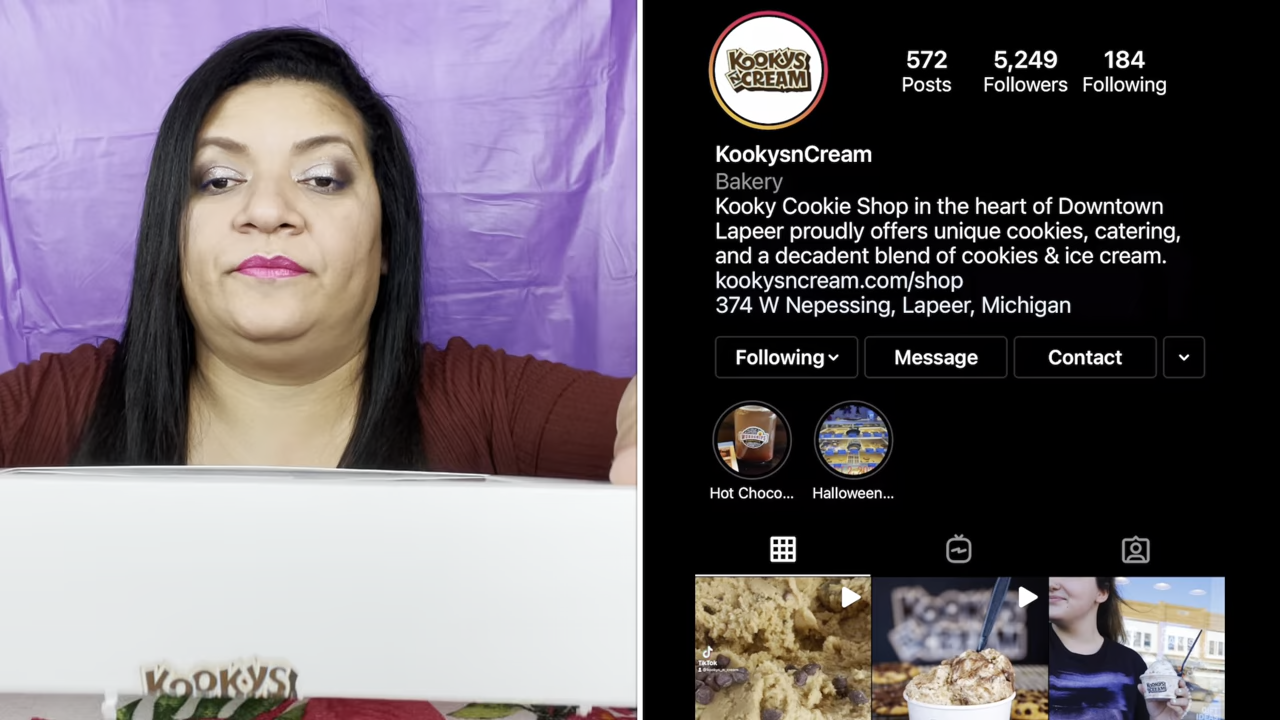 KOOKYS
KOOKYS
N CREAM
572
Posts
5,249
Followers
184
Following
KookysnCream
Bakery
Kooky Cookie Shop in the heart of Downtown
Lapeer proudly offers unique cookies, catering,
and a decadent blend of cookies & ice cream.
kookysncream.com/shop
374 W Nepessing, Lapeer, Michigan
Following
Message
Contact
Hot Choco...
Halloween...
TikTok
KOOKYS